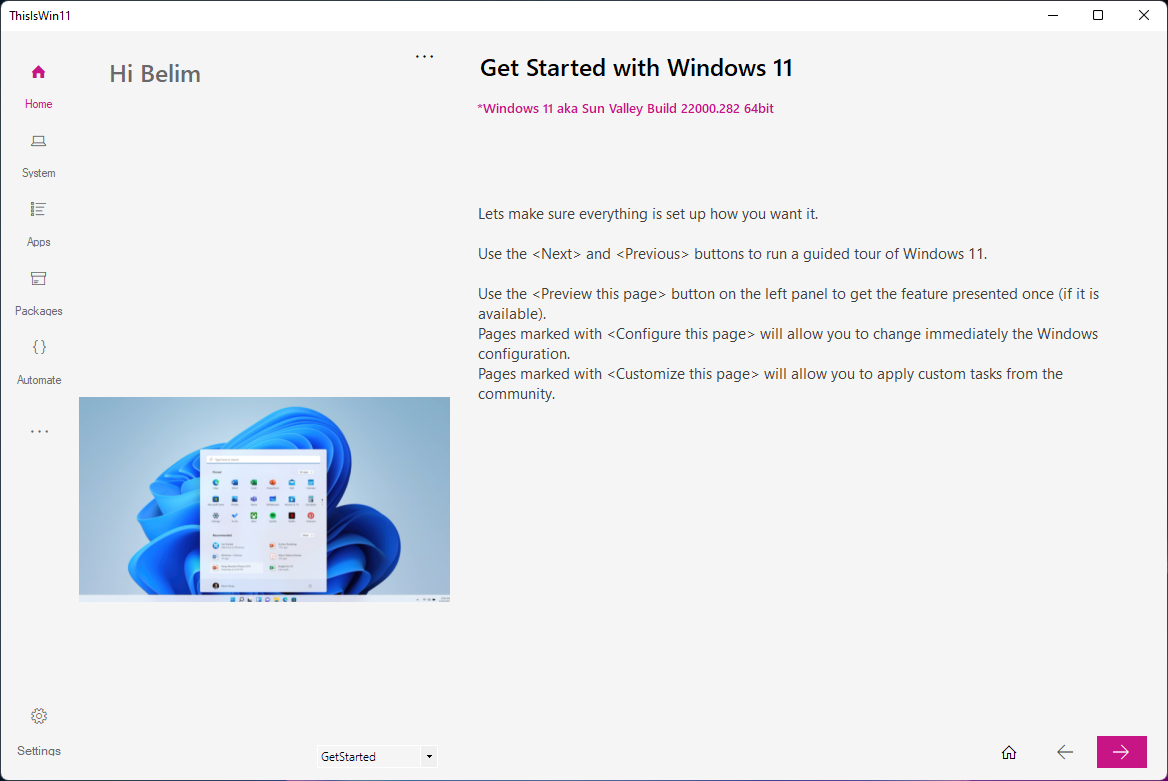 ThisIsWin11
Home
System
Apps
Packages
{ }
Automate
Settings
Hi Belim
GetStarted
Get Started with Windows 11
*Windows 11 aka Sun Valley Build 22000.282 64bit
Lets make sure everything is set up how you want it.
Use the <Next> and <Previous> buttons to run a guided tour of Windows 11.
Use the <Preview this page> button on the left panel to get the feature presented once (if it is
available).
Pages marked with <Configure this page> will allow you to change immediately the Windows
configuration.
Pages marked with <Customize this page> will allow you to apply custom tasks from the
community.